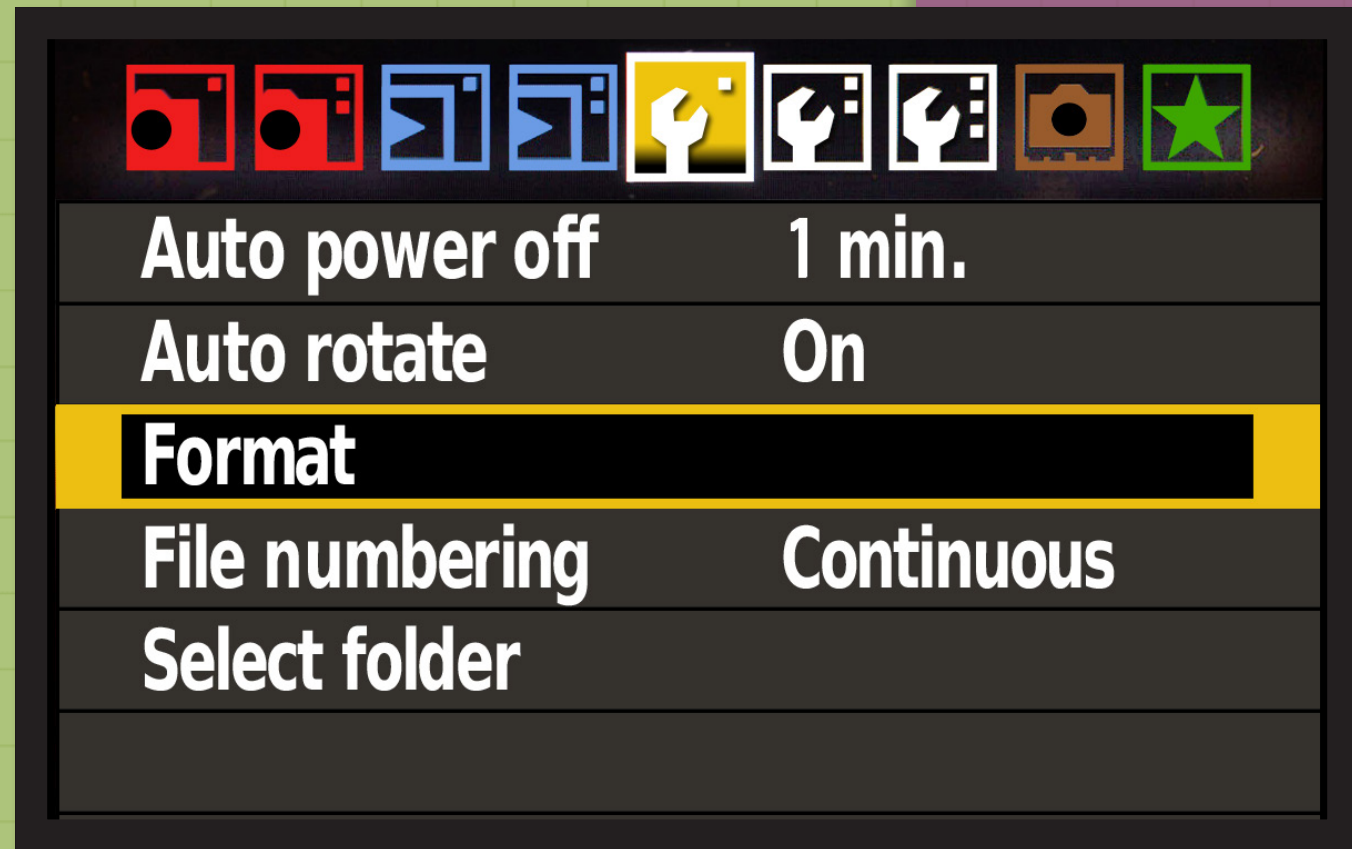 Auto power off 1 min.
Auto rotate On
Format
File numbering Continuous
Select folder